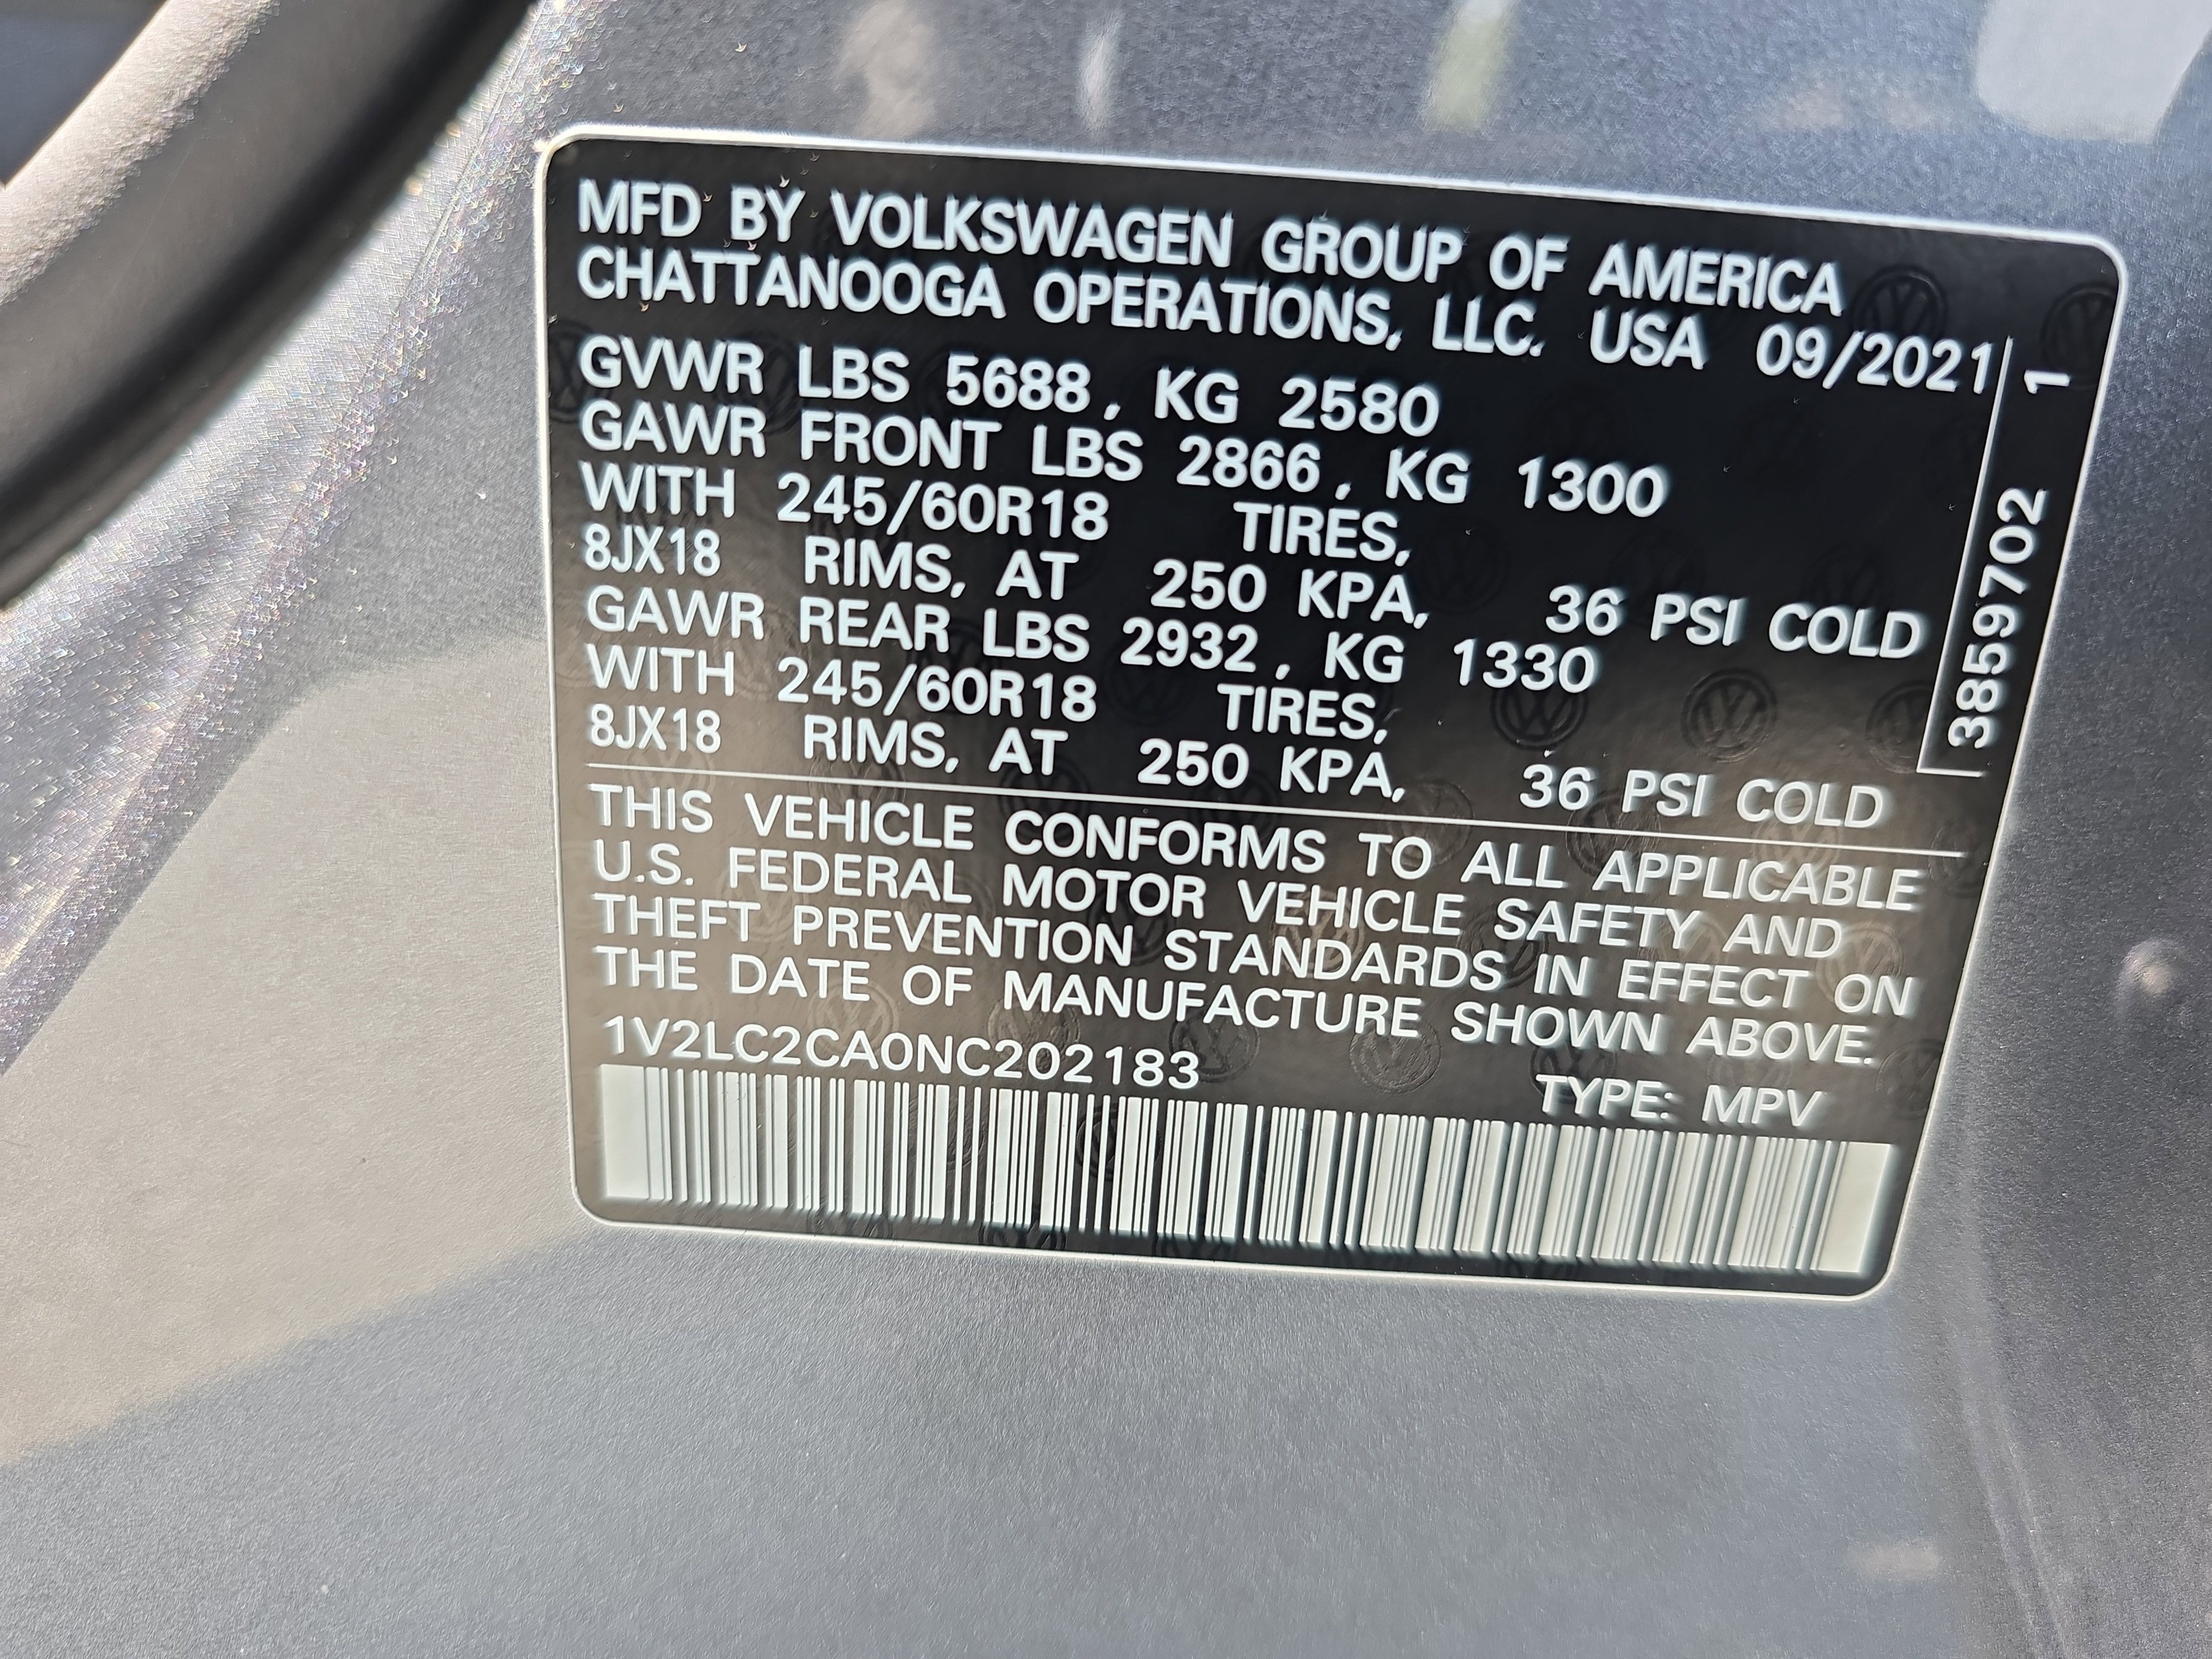 MFD BY VOLKSWAGEN GROUP OF AMERICA
CHATTANOOGA OPERATIONS, LLC. USA 09/2021
GVWR LBS 5688, KG 2580
GAWR FRONT LBS 2866, KG 1300
WITH 245/60R18 TIRES,
8JX18 RIMS, AT 250 KPA, 36 PSI COLD
GAWR REAR LBS 2932, KG 1330
WITH 245/60R18 TIRES,
8JX18 RIMS, AT 250 KPA, 36 PSI COLD
THIS VEHICLE CONFORMS TO ALL APPLICABLE
U.S. FEDERAL MOTOR VEHICLE SAFETY AND
THEFT PREVENTION STANDARDS IN EFFECT ON
THE DATE OF MANUFACTURE SHOWN ABOVE.
1V2LC2CA0NC202183 TYPE: MPV
3859702 1